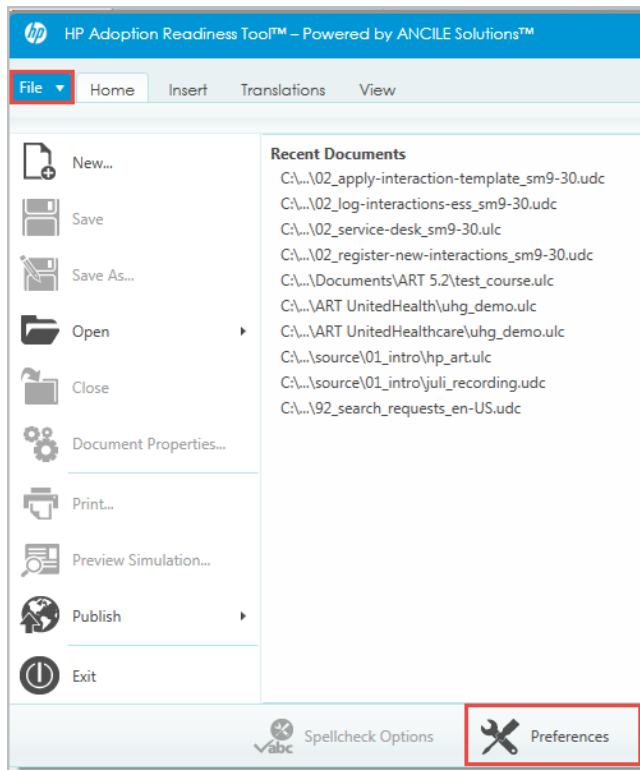 hp HP Adoption Readiness Tool™ – Powered by ANCILE Solutions™
File Home Insert Translations View
New...
Save
Save As...
Open
Close
Document Properties...
Print...
Preview Simulation...
Publish
Exit
Recent Documents
C:\...\02_apply-interaction-template_sm9-30.udc
C:\...\02_log-interactions-ess_sm9-30.udc
C:\...\02_service-desk_sm9-30.ulc
C:\...\02_register-new-interactions_sm9-30.udc
C:\...\Documents\ART 5.2\test_course.ulc
C:\...\ART UnitedHealth\uhg_demo.ulc
C:\...\ART UnitedHealthcare\uhg_demo.ulc
C:\...\source\01_intro\hp_art.ulc
C:\...\source\01_intro\juli_recording.udc
C:\...\92_search_requests_en-US.udc
abc Spellcheck Options Preferences